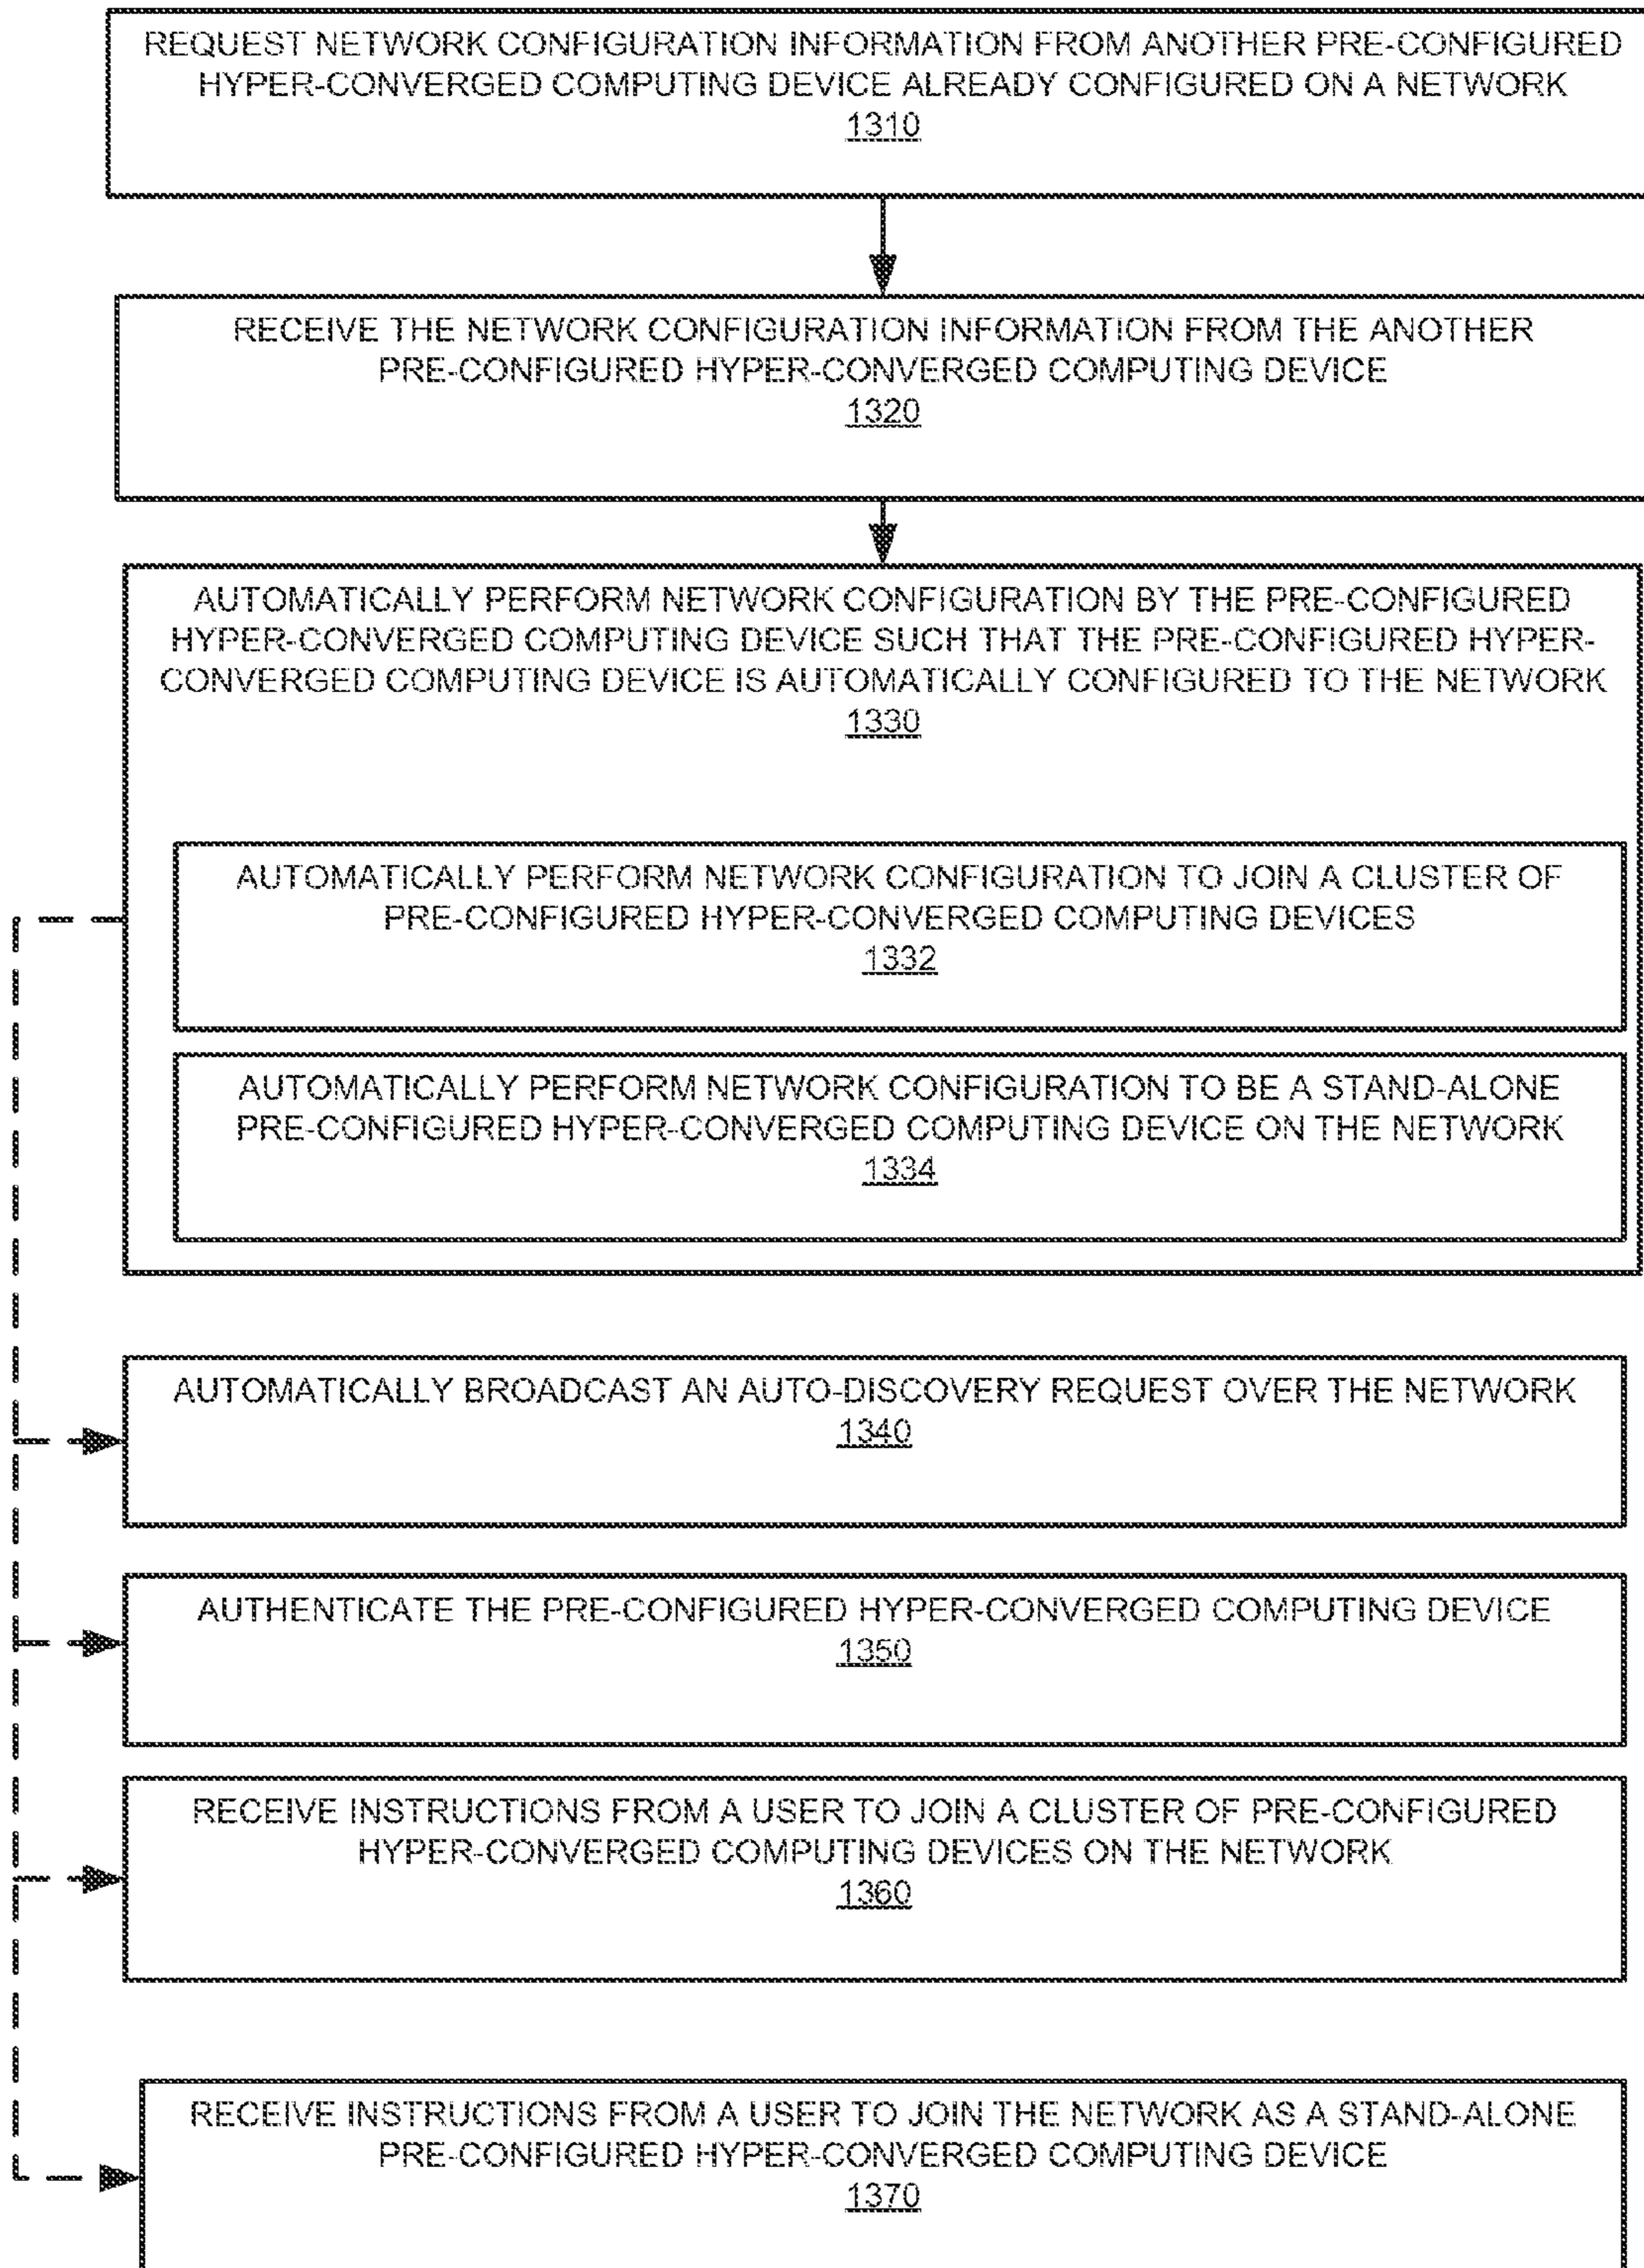 REQUEST NETWORK CONFIGURATION INFORMATION FROM ANOTHER PRE-CONFIGURED
HYPER-CONVERGED COMPUTING DEVICE ALREADY CONFIGURED ON A NETWORK
1310
RECEIVE THE NETWORK CONFIGURATION INFORMATION FROM THE ANOTHER
PRE-CONFIGURED HYPER-CONVERGED COMPUTING DEVICE
1320
AUTOMATICALLY PERFORM NETWORK CONFIGURATION BY THE PRE-CONFIGURED
HYPER-CONVERGED COMPUTING DEVICE SUCH THAT THE PRE-CONFIGURED HYPER-
CONVERGED COMPUTING DEVICE IS AUTOMATICALLY CONFIGURED TO THE NETWORK
1330
AUTOMATICALLY PERFORM NETWORK CONFIGURATION TO JOIN A CLUSTER OF
PRE-CONFIGURED HYPER-CONVERGED COMPUTING DEVICES
1332
AUTOMATICALLY PERFORM NETWORK CONFIGURATION TO BE A STAND-ALONE
PRE-CONFIGURED HYPER-CONVERGED COMPUTING DEVICE ON THE NETWORK
1334
AUTOMATICALLY BROADCAST AN AUTO-DISCOVERY REQUEST OVER THE NETWORK
1340
AUTHENTICATE THE PRE-CONFIGURED HYPER-CONVERGED COMPUTING DEVICE
1350
RECEIVE INSTRUCTIONS FROM A USER TO JOIN A CLUSTER OF PRE-CONFIGURED
HYPER-CONVERGED COMPUTING DEVICES ON THE NETWORK
1360
RECEIVE INSTRUCTIONS FROM A USER TO JOIN THE NETWORK AS A STAND-ALONE
PRE-CONFIGURED HYPER-CONVERGED COMPUTING DEVICE
1370